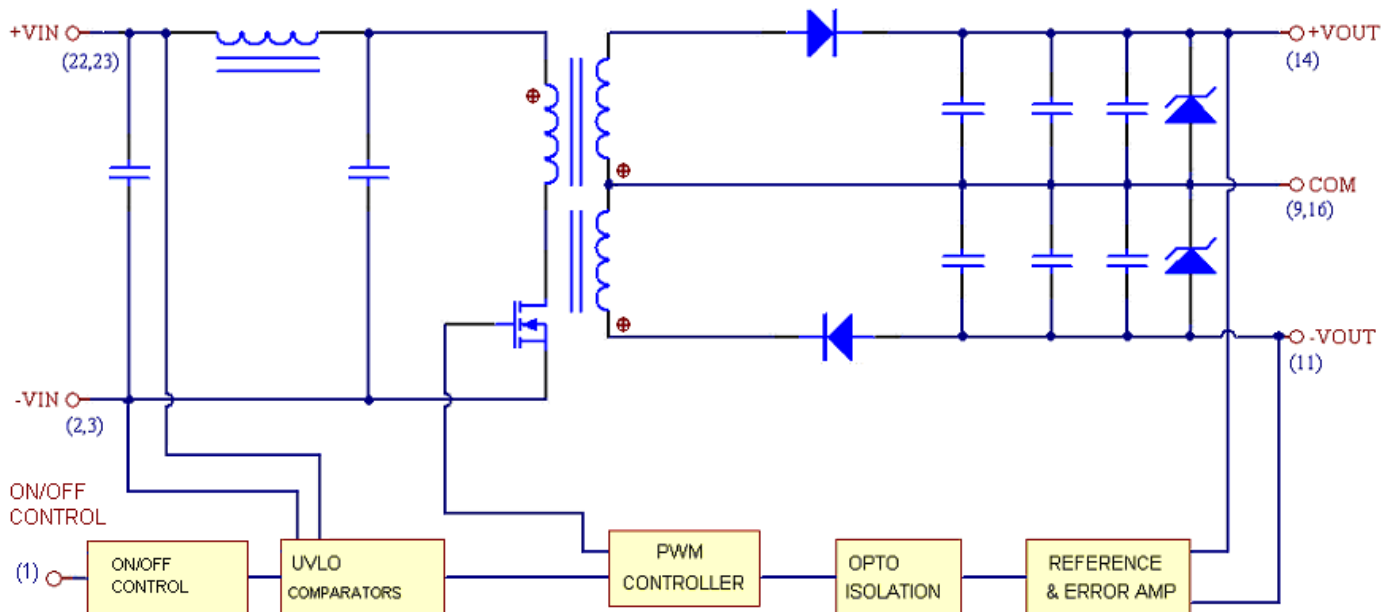 +VIN
(22,23)
+VOUT
(14)
COM
(9,16)
-VOUT
(11)
-VIN
(2,3)
ON/OFF
CONTROL
(1)
ON/OFF
CONTROL
UVLO
COMPARATORS
PWM
CONTROLLER
OPTO
ISOLATION
REFERENCE
& ERROR AMP